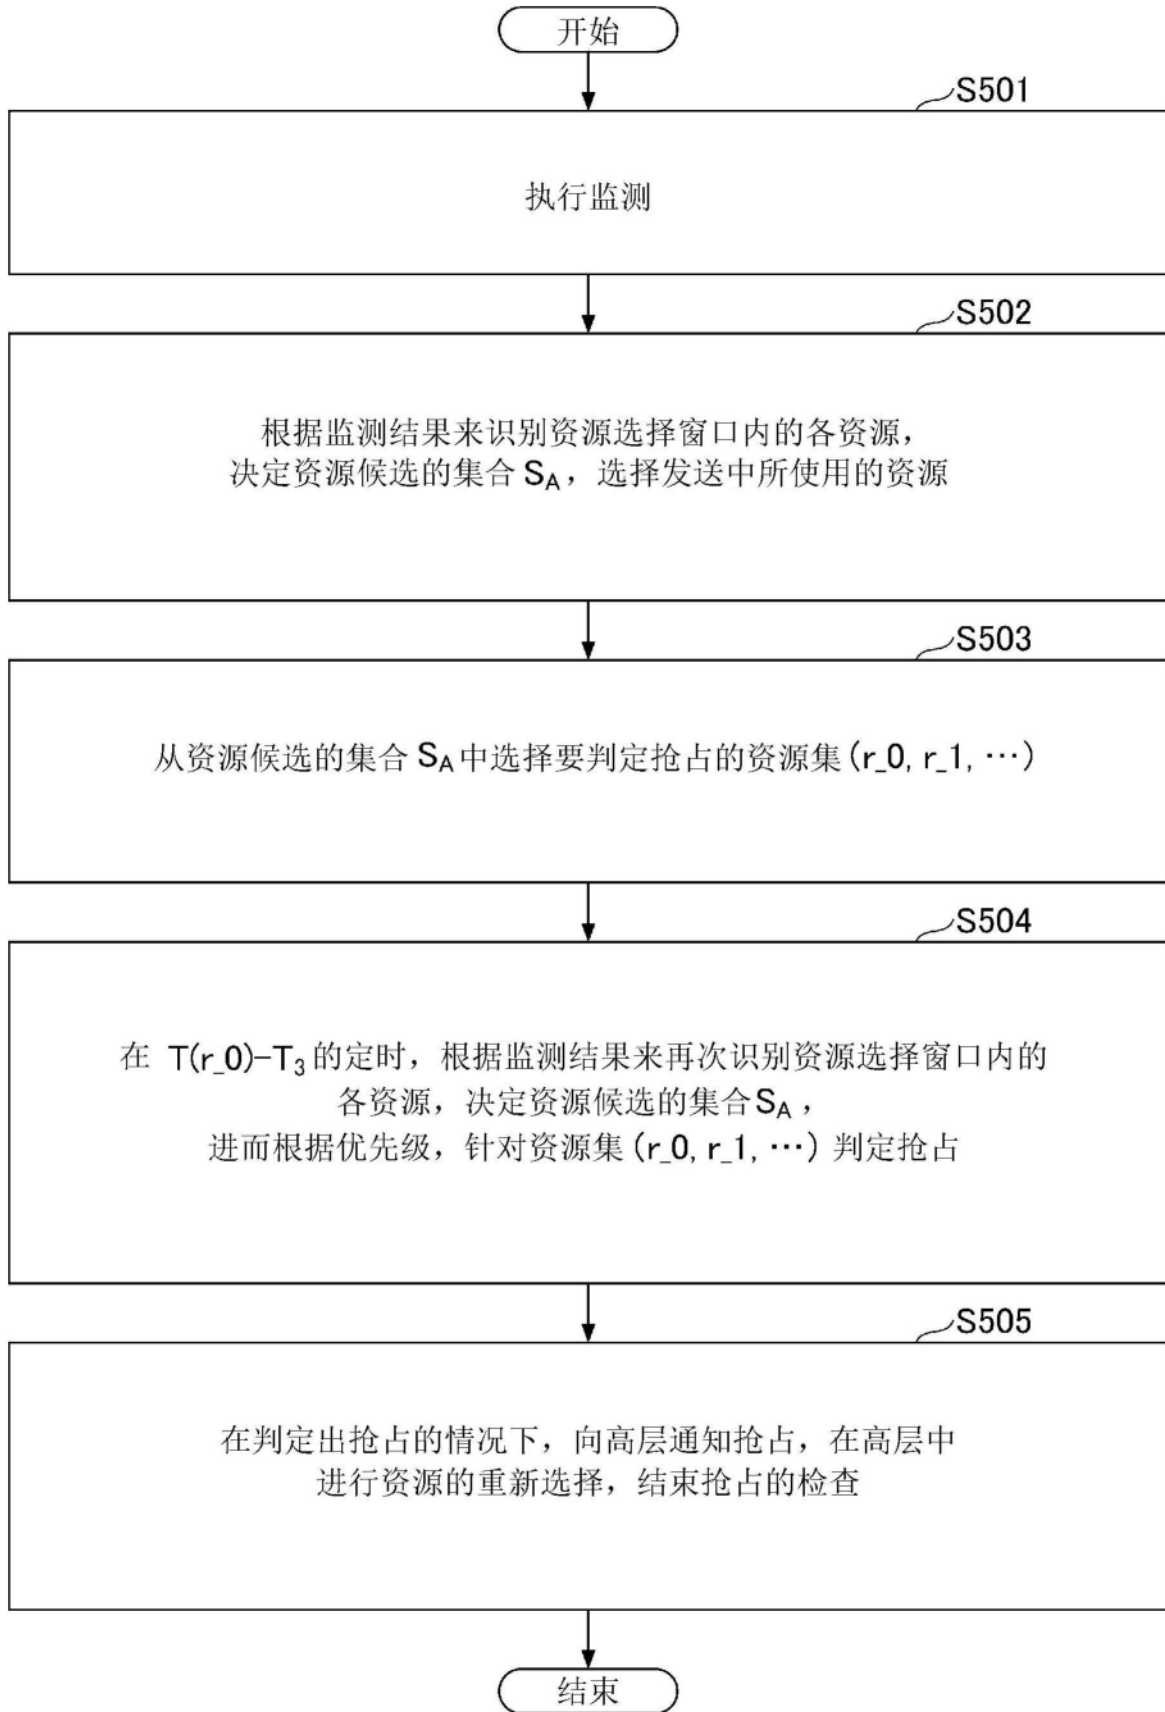 开始
S501
执行监测
S502
根据监测结果来识别资源选择窗口内的各资源，
决定资源候选的集合 S_A，选择发送中所使用的资源
S503
从资源候选的集合 S_A 中选择要判定抢占的资源集(r_0, r_1, …)
S504
在 T(r_0)-T_3 的定时，根据监测结果来再次识别资源选择窗口内的
各资源，决定资源候选的集合 S_A，
进而根据优先级，针对资源集(r_0, r_1, …) 判定抢占
S505
在判定出抢占的情况下，向高层通知抢占，在高层中
进行资源的重新选择，结束抢占的检查
结束